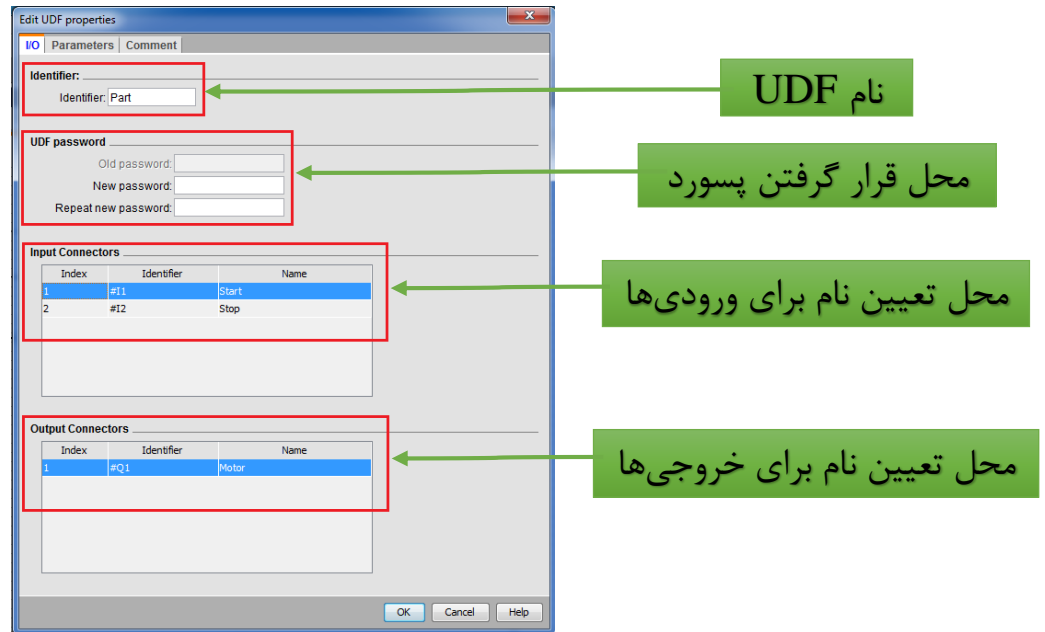 Edit UDF properties
I/O Parameters Comment
Identifier:
Identifier: Part
نام UDF
UDF password
Old password:
New password:
Repeat new password:
محل قرار گرفتن پسورد
Input Connectors
Index Identifier Name
1 #I1 Start
2 #I2 Stop
محل تعیین نام برای ورودی‌ها
Output Connectors
Index Identifier Name
1 #Q1 Motor
محل تعیین نام برای خروجی‌ها
OK Cancel Help